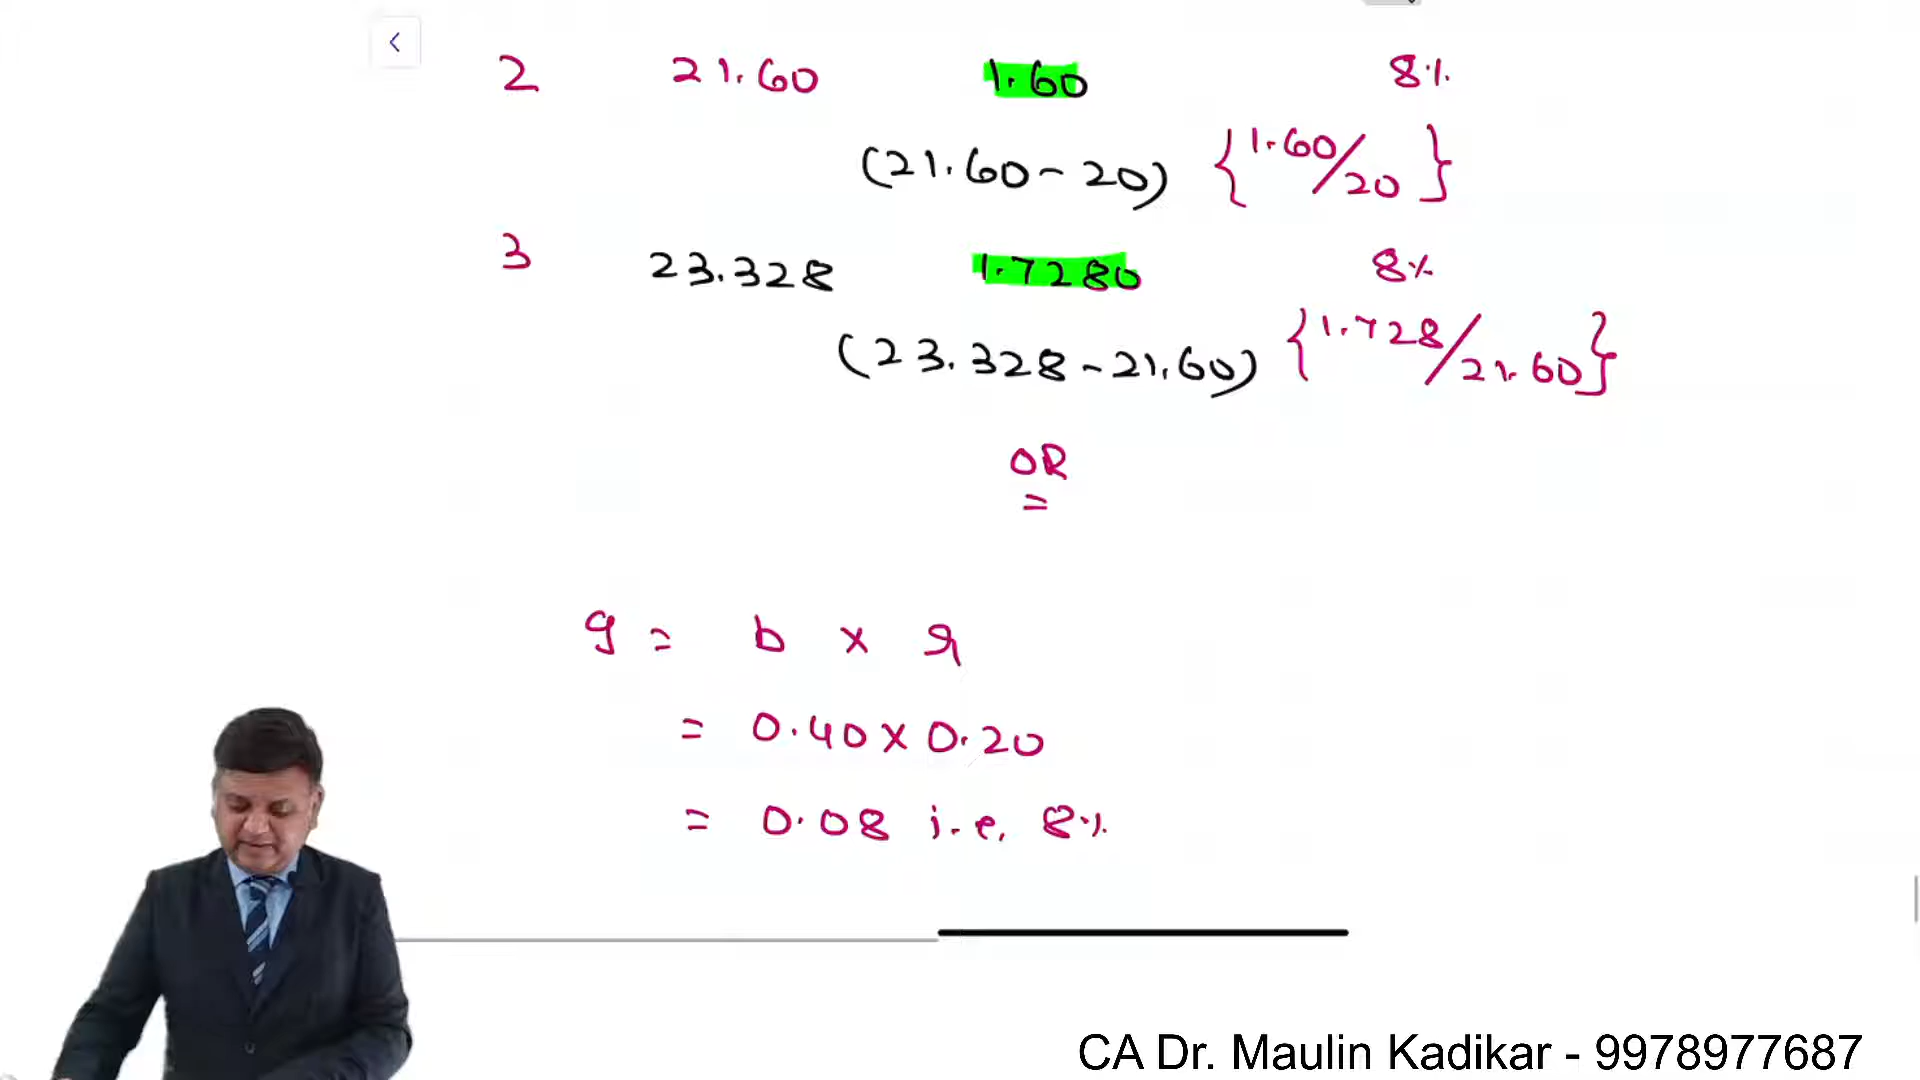 2 21.60 1.60 8%
(21.60 - 20) {1.60/20}
3 23.328 1.7280 8%
(23.328 - 21.60) {1.728/21.60}
OR
=
g = b x r
= 0.40 x 0.20
= 0.08 i.e. 8%
CA Dr. Maulin Kadikar - 9978977687